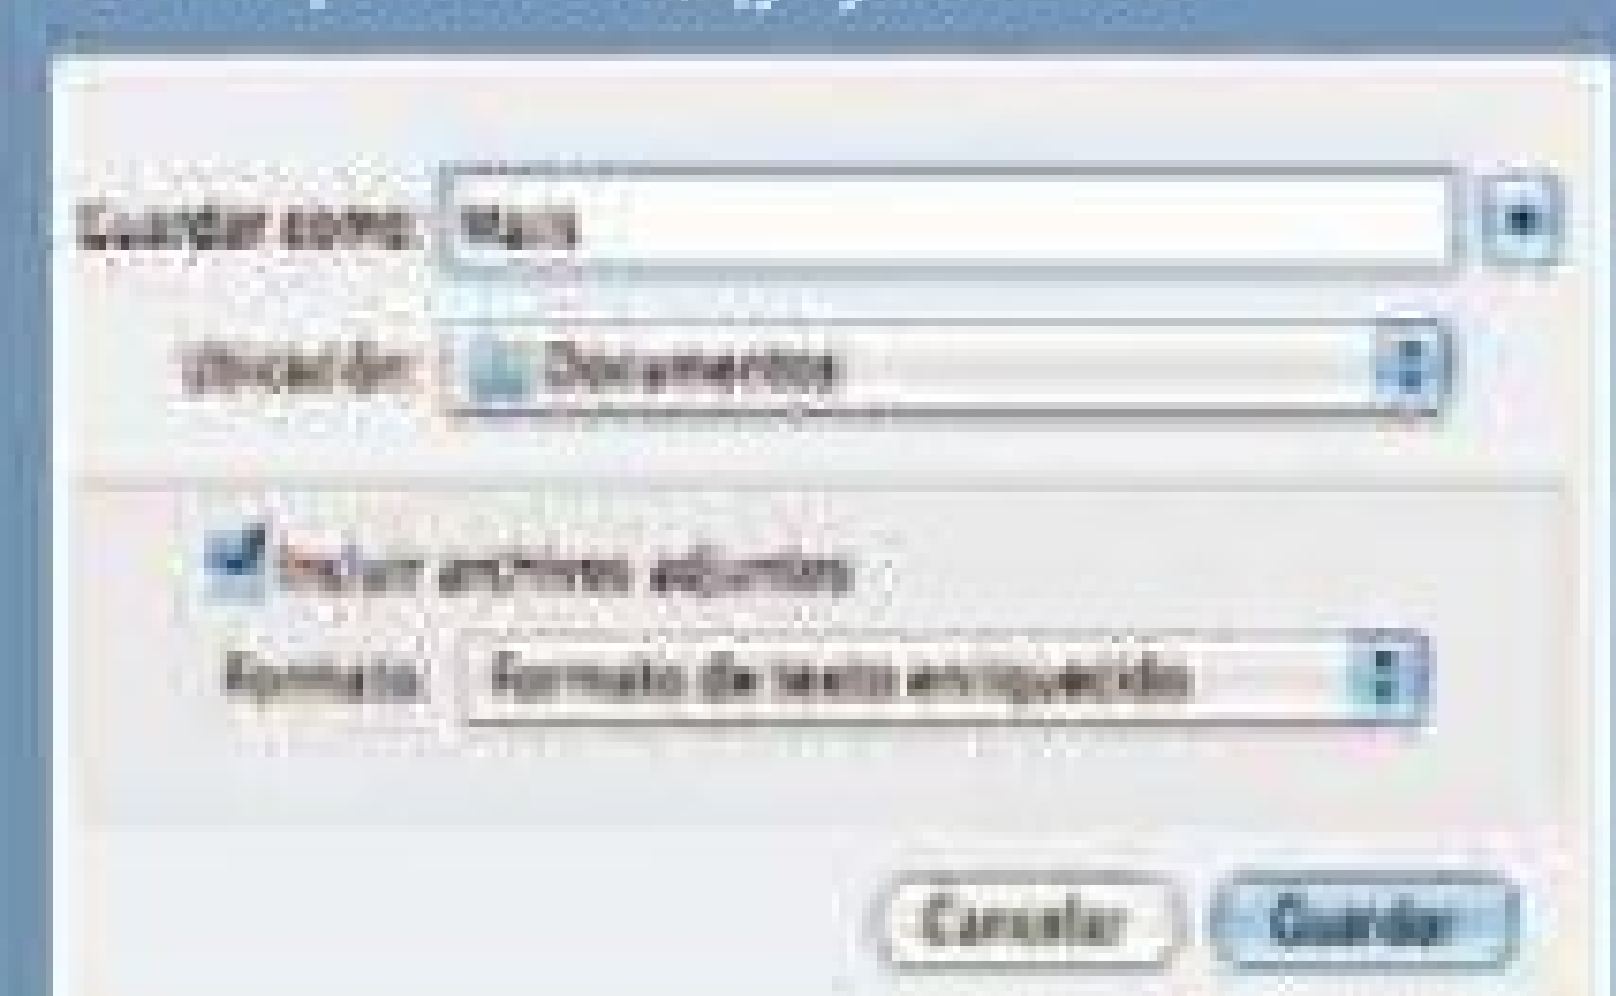 Guardar como:
Ubicación: Documentos
Incluir archivos adjuntos
Formato: Formato de texto enriquecido
Cancelar Guardar